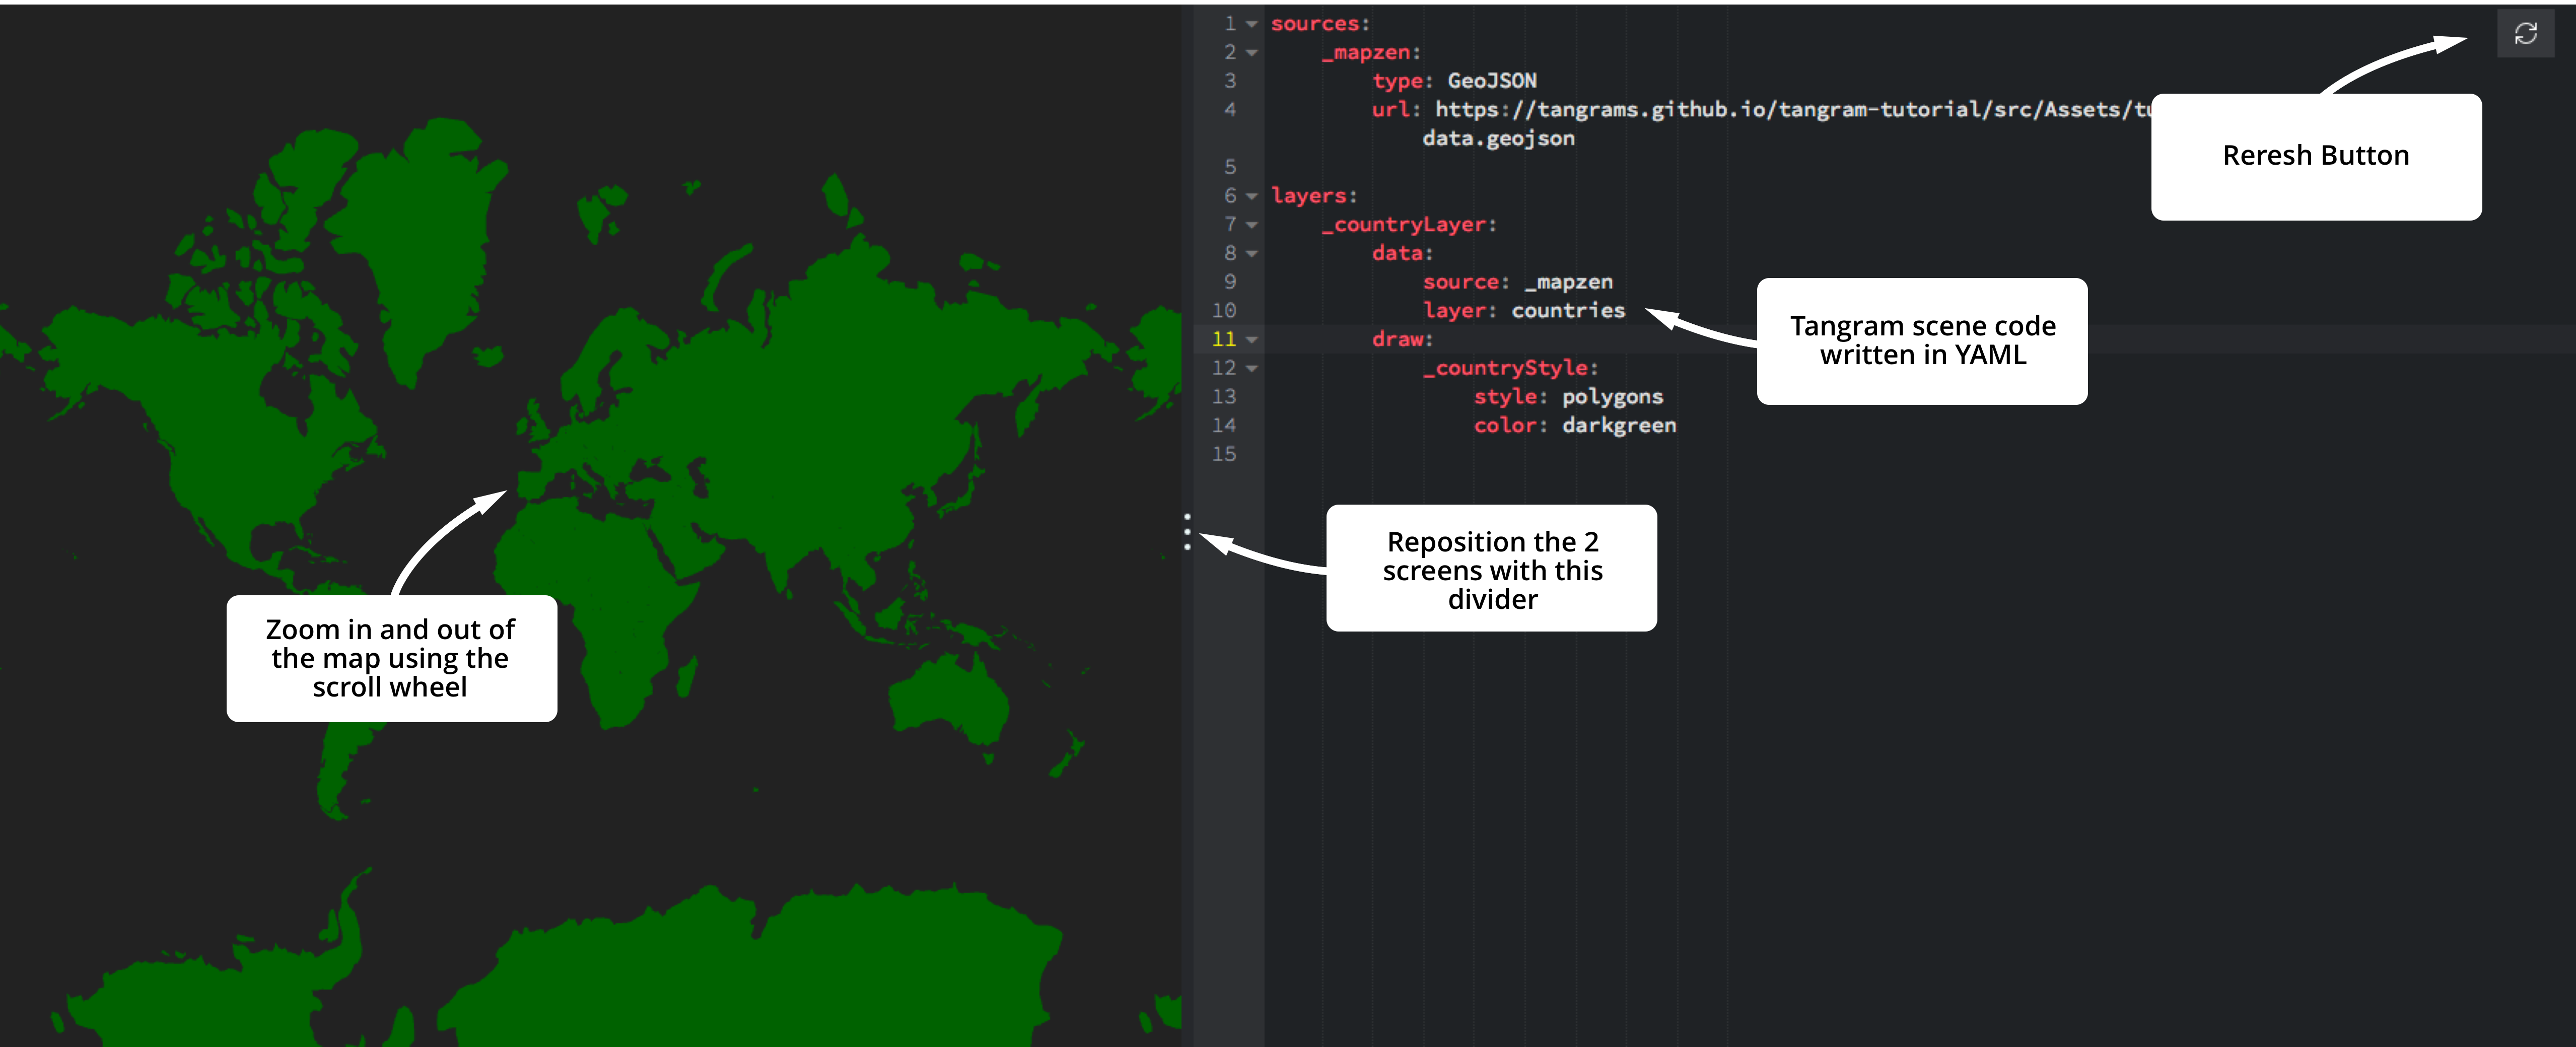 1 sources:
2 _mapzen:
3 type: GeoJSON
4 url: https://tangrams.github.io/tangram-tutorial/src/Assets/
data.geojson
5
6 layers:
7 _countryLayer:
8 data:
9 source: _mapzen
10 layer: countries
11 draw:
12 _countryStyle:
13 style: polygons
14 color: darkgreen
15
Reresh Button
Tangram scene code
written in YAML
Reposition the 2
screens with this
divider
Zoom in and out of
the map using the
scroll wheel